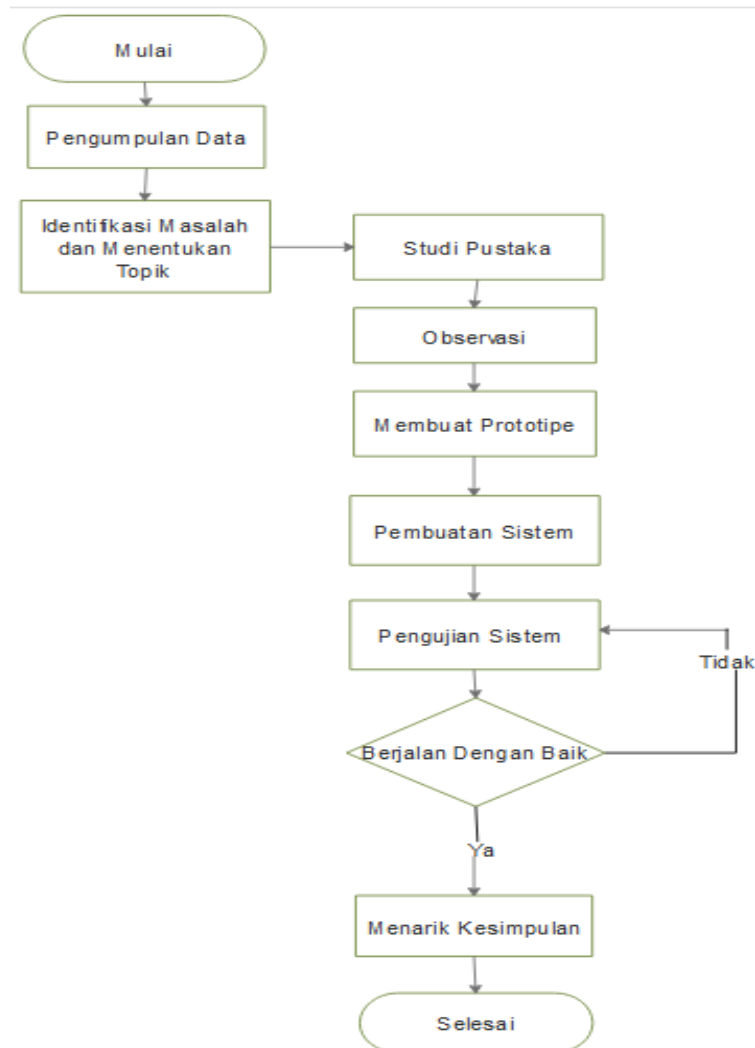 Mulai
Pengumpulan Data
Identifikasi Masalah
dan Menentukan
Topik
Studi Pustaka
Observasi
Membuat Prototipe
Pembuatan Sistem
Pengujian Sistem
Tidak
Berjalan Dengan Baik
Ya
Menarik Kesimpulan
Selesai